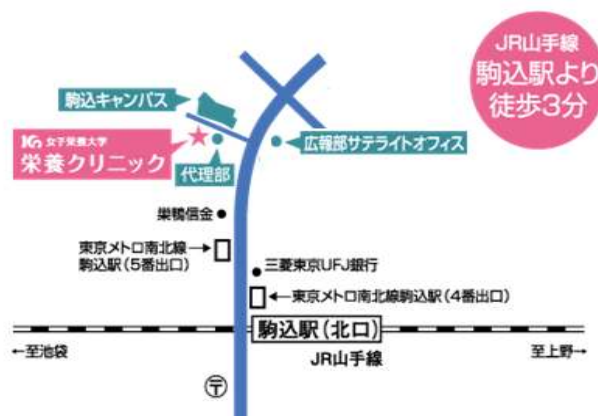 JR山手線
駒込駅より
徒歩3分
駒込キャンパス
女子栄養大学
栄養クリニック
代理部
広報部サテライトオフィス
巣鴨信金
東京メトロ南北線
駒込駅(5番出口)
三菱東京UFJ銀行
←東京メトロ南北線駒込駅(4番出口)
駒込駅(北口)
←至池袋
JR山手線
至上野→
〒